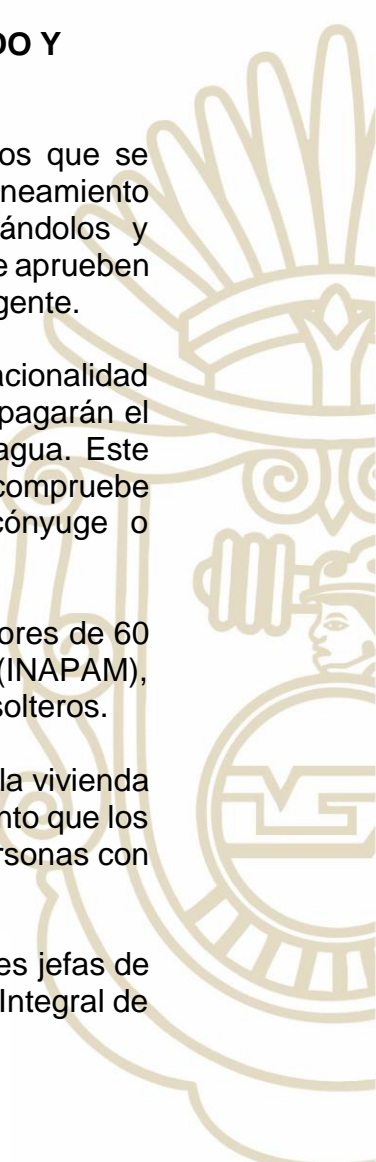 DO Y
os que se
neamiento
ándolos y
e aprueben
gente.
acionalidad
pagarán el
agua. Este
compruebe
cónyuge o
ores de 60
(INAPAM),
solteros.
la vivienda
nto que los
rsonas con
es jefas de
Integral de